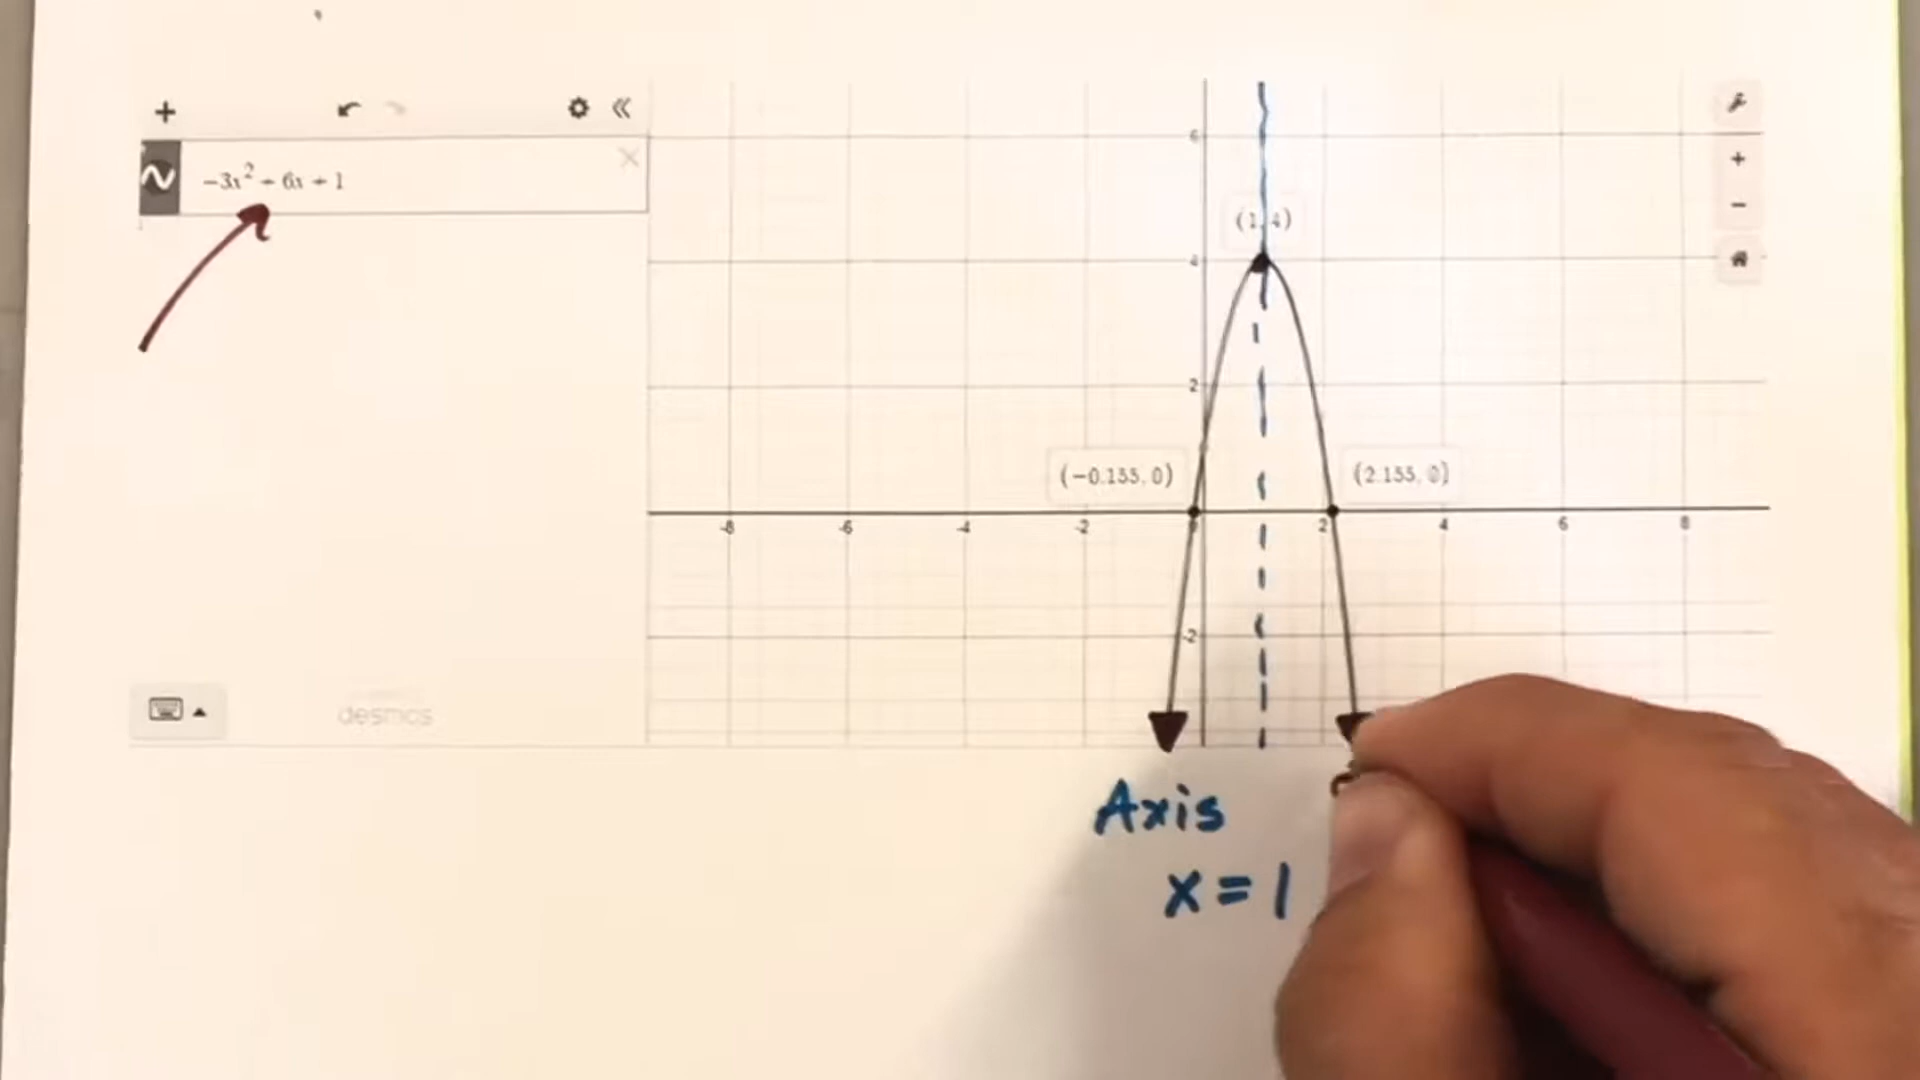 −3x² + 6x + 1
6
(1, 4)
4
2
(−0.155, 0)
(2.155, 0)
-8 -6 -4 -2 2 4 6 8
-2
desmos
Axis
x = 1